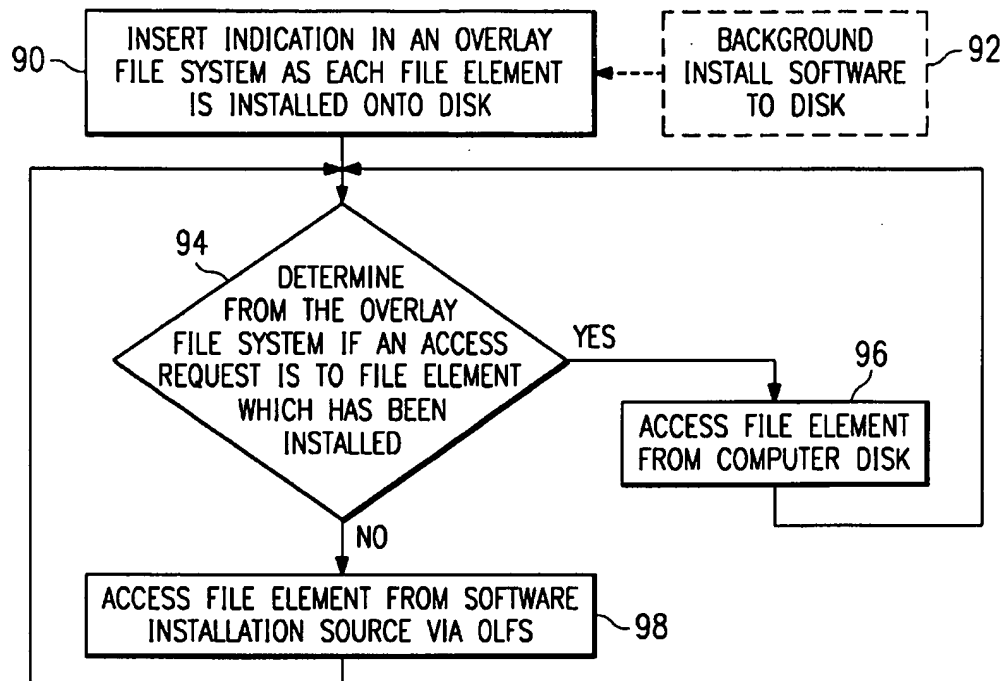 90
INSERT INDICATION IN AN OVERLAY
FILE SYSTEM AS EACH FILE ELEMENT
IS INSTALLED ONTO DISK
BACKGROUND
INSTALL SOFTWARE
TO DISK
92
94
DETERMINE
FROM THE OVERLAY
FILE SYSTEM IF AN ACCESS
REQUEST IS TO FILE ELEMENT
WHICH HAS BEEN
INSTALLED
YES
96
ACCESS FILE ELEMENT
FROM COMPUTER DISK
NO
ACCESS FILE ELEMENT FROM SOFTWARE
INSTALLATION SOURCE VIA OLFS
98